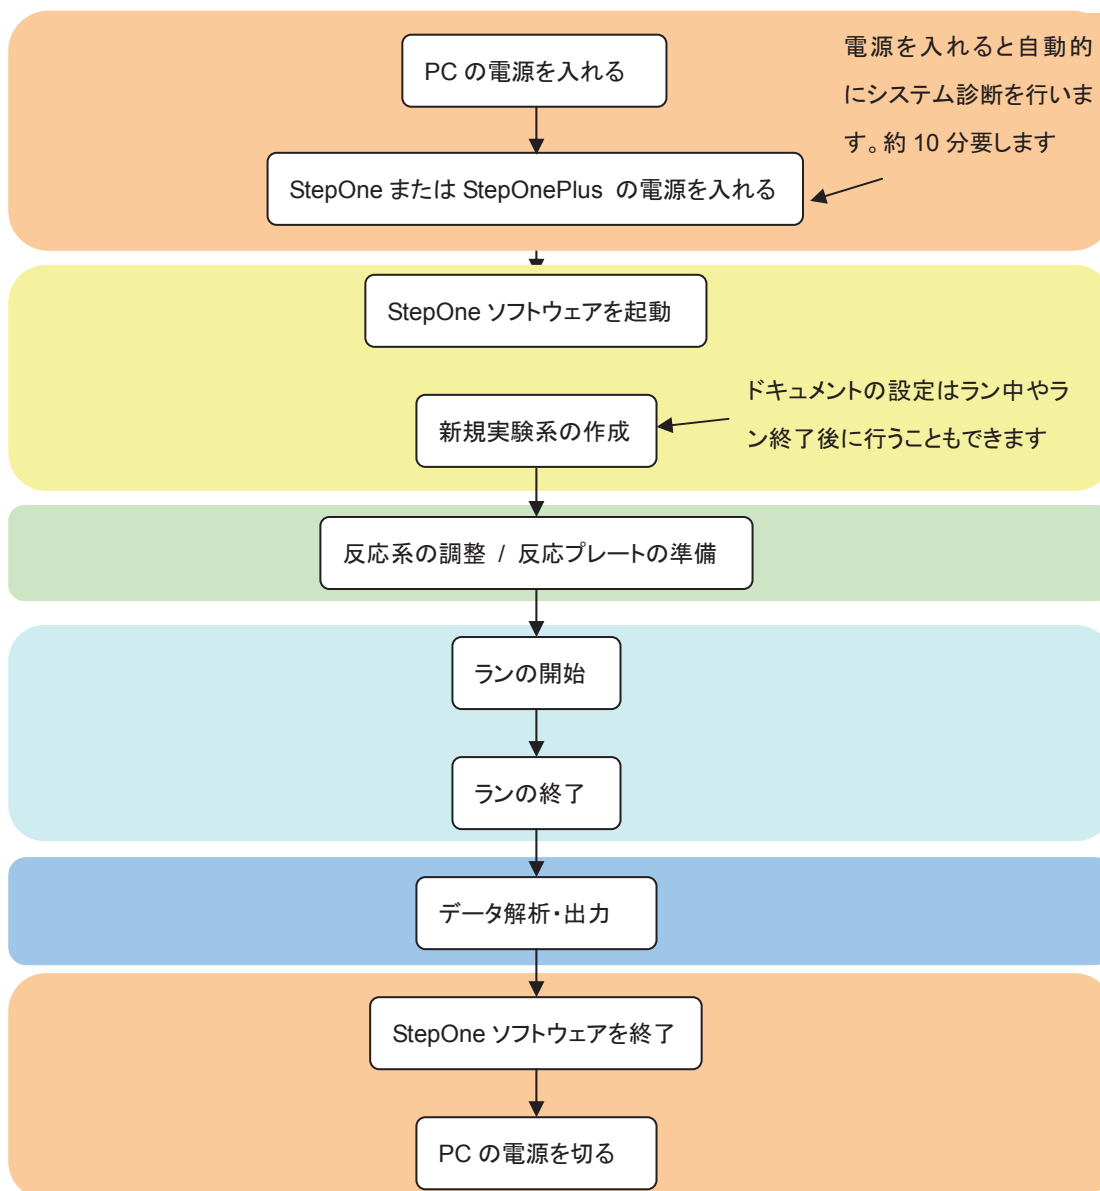 PC の電源を入れる
電源を入れると自動的
にシステム診断を行いま
す。約 10 分要します
StepOne または StepOnePlus の電源を入れる
StepOne ソフトウェアを起動
ドキュメントの設定はラン中やラ
ン終了後に行うこともできます
新規実験系の作成
反応系の調整 / 反応プレートの準備
ランの開始
ランの終了
データ解析・出力
StepOne ソフトウェアを終了
PC の電源を切る